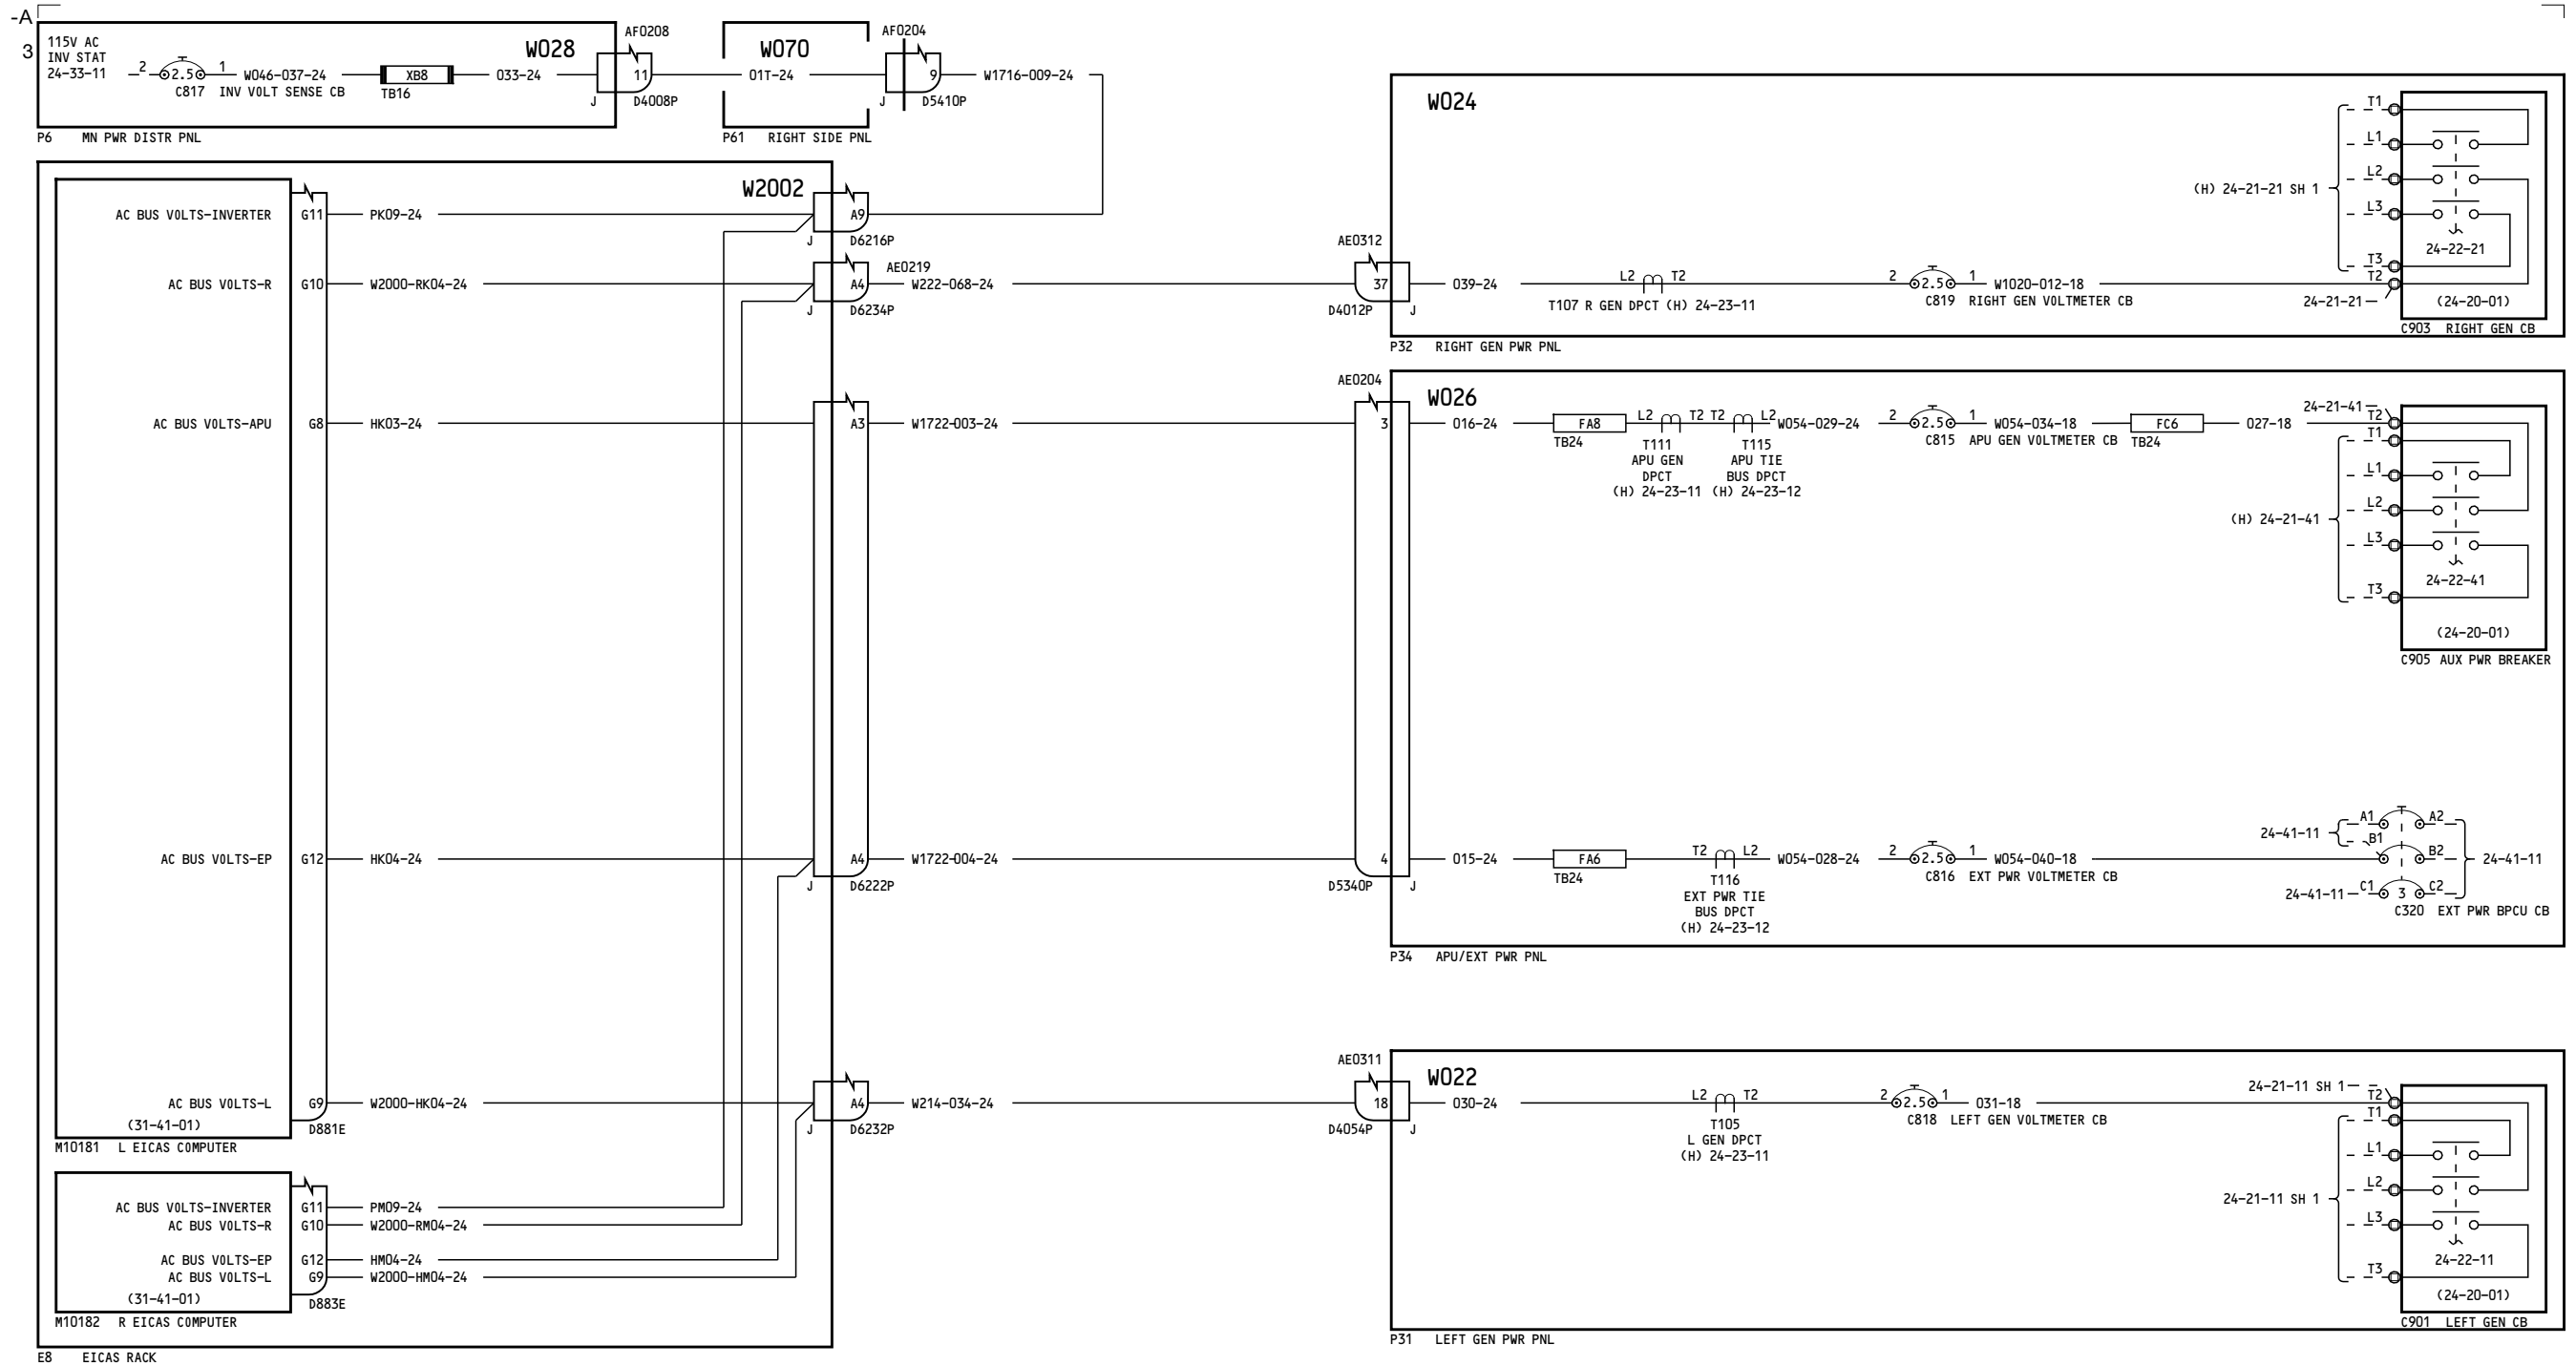 -A
3
115V AC
INV STAT
24-33-11
2
2.5
1
W046-037-24
C817 INV VOLT SENSE CB
XB8
TB16
033-24
W028
AF0208
11
J
D4008P
P6 MN PWR DISTR PNL
W070
01T-24
P61 RIGHT SIDE PNL
AF0204
9
J
D5410P
W1716-009-24
W2002
AC BUS VOLTS-INVERTER
G11
PK09-24
A9
J
D6216P
AC BUS VOLTS-R
G10
W2000-RK04-24
A4
AE0219
J
D6234P
W222-068-24
AC BUS VOLTS-APU
G8
HK03-24
A3
W1722-003-24
AC BUS VOLTS-EP
G12
HK04-24
A4
W1722-004-24
J
D6222P
AC BUS VOLTS-L
G9
W2000-HK04-24
A4
W214-034-24
J
D6232P
(31-41-01)
D881E
M10181 L EICAS COMPUTER
AC BUS VOLTS-INVERTER
G11
PM09-24
AC BUS VOLTS-R
G10
W2000-RM04-24
AC BUS VOLTS-EP
G12
HM04-24
AC BUS VOLTS-L
G9
W2000-HM04-24
(31-41-01)
D883E
M10182 R EICAS COMPUTER
E8 EICAS RACK
W024
AE0312
37
D4012P
J
039-24
L2
T2
T107 R GEN DPCT (H) 24-23-11
2
2.5
1
C819 RIGHT GEN VOLTMETER CB
W1020-012-18
(H) 24-21-21 SH 1
T1
L1
L2
L3
T3
T2
24-21-21
24-22-21
(24-20-01)
C903 RIGHT GEN CB
P32 RIGHT GEN PWR PNL
AE0204
W026
3
016-24
FA8
TB24
L2
T2
T2
L2
T111
APU GEN
DPCT
(H) 24-23-11
T115
APU TIE
BUS DPCT
(H) 24-23-12
W054-029-24
2
2.5
1
C815 APU GEN VOLTMETER CB
W054-034-18
FC6
TB24
027-18
24-21-41
T2
T1
L1
L2
L3
T3
(H) 24-21-41
24-22-41
(24-20-01)
C905 AUX PWR BREAKER
4
D5340P
J
015-24
FA6
TB24
T2
L2
T116
EXT PWR TIE
BUS DPCT
(H) 24-23-12
W054-028-24
2
2.5
1
C816 EXT PWR VOLTMETER CB
W054-040-18
24-41-11
A1
A2
B1
B2
24-41-11
24-41-11
C1
3
C2
C320 EXT PWR BPCU CB
P34 APU/EXT PWR PNL
AE0311
W022
18
D4054P
J
030-24
L2
T2
T105
L GEN DPCT
(H) 24-23-11
2
2.5
1
C818 LEFT GEN VOLTMETER CB
031-18
24-21-11 SH 1
T2
T1
L1
L2
L3
T3
24-21-11 SH 1
24-22-11
(24-20-01)
C901 LEFT GEN CB
P31 LEFT GEN PWR PNL